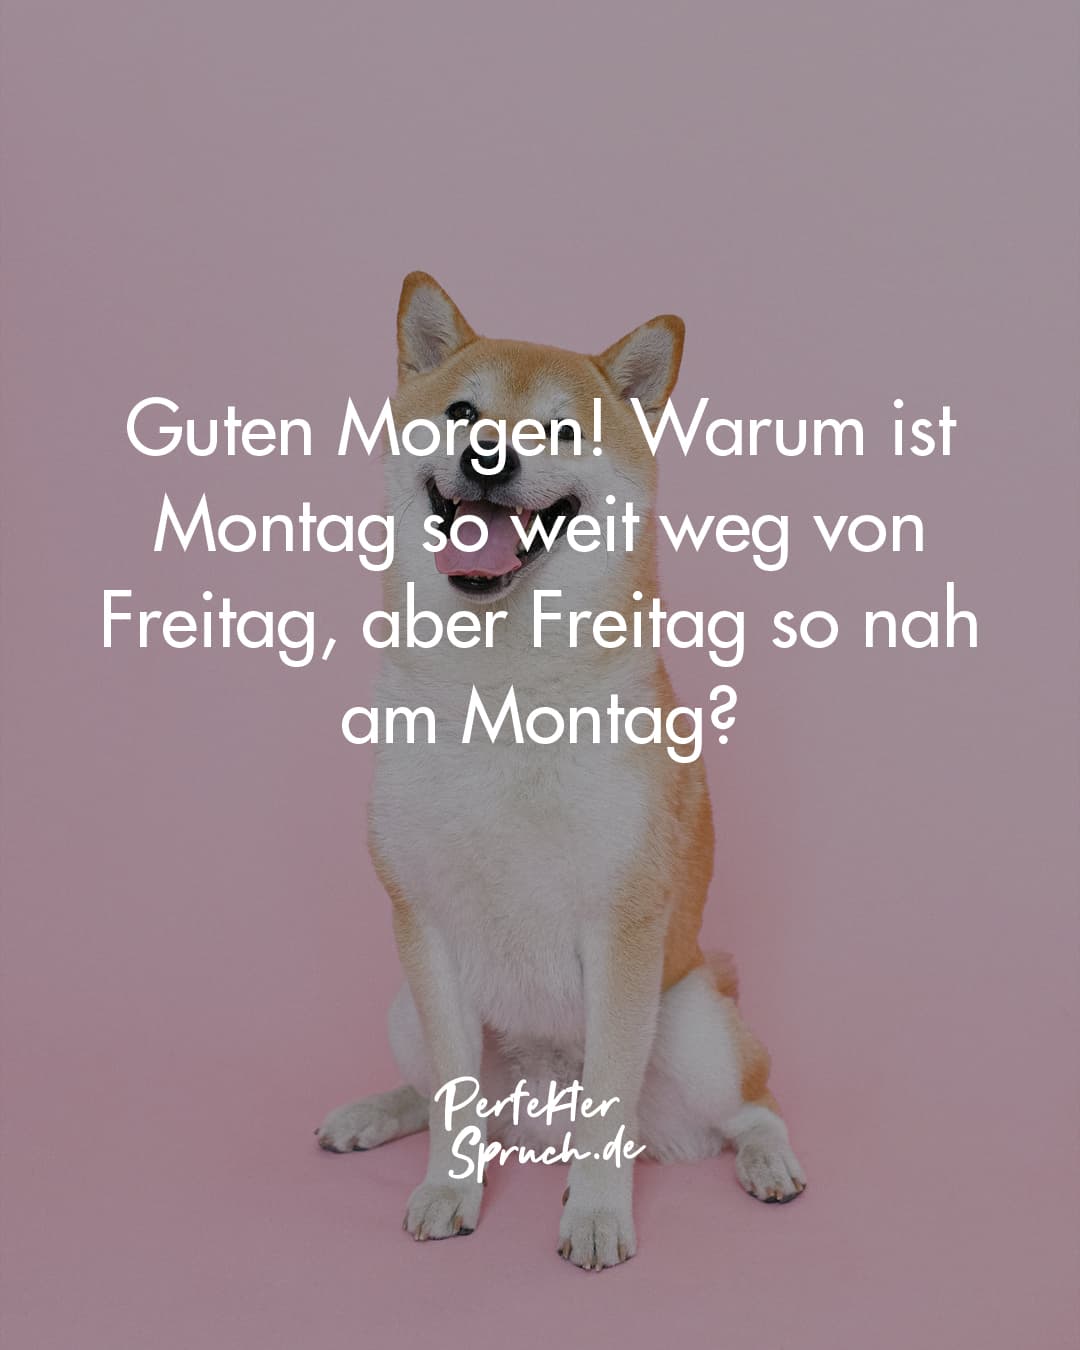 Guten Morgen! Warum ist
Montag so weit weg von
Freitag, aber Freitag so nah
am Montag?
Perfekter
Spruch.de